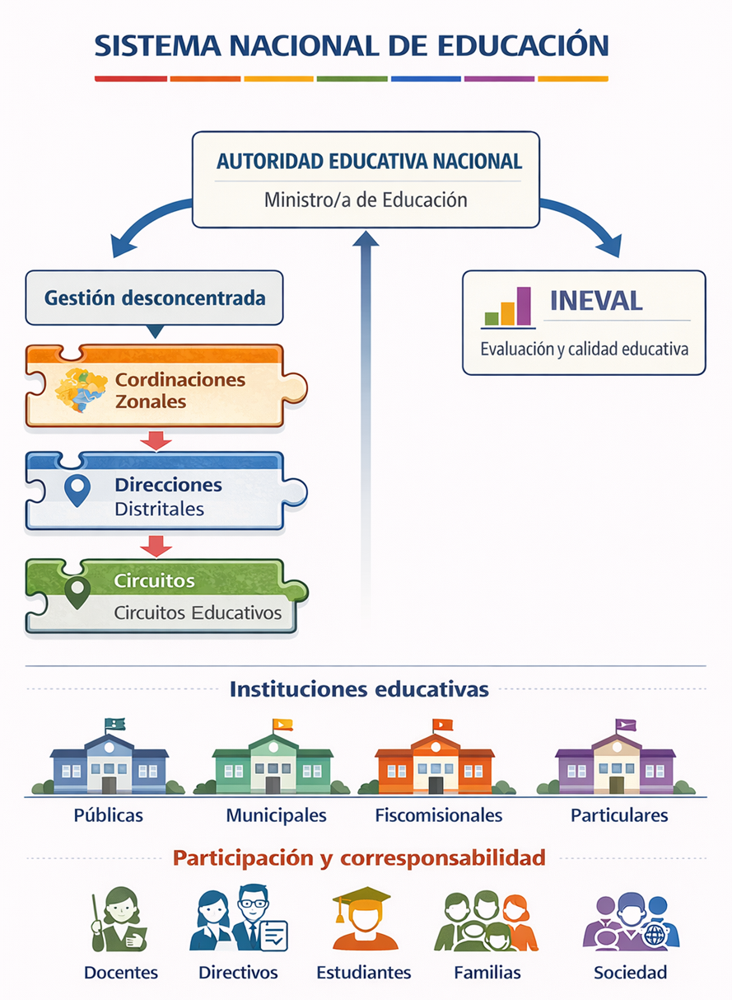 SISTEMA NACIONAL DE EDUCACIÓN
AUTORIDAD EDUCATIVA NACIONAL
Ministro/a de Educación
Gestión desconcentrada
Cordinaciones
Zonales
Direcciones
Distritales
Circuitos
Circuitos Educativos
INEVAL
Evaluación y calidad educativa
Instituciones educativas
Públicas
Municipales
Fiscomisionales
Particulares
Participación y corresponsabilidad
Docentes
Directivos
Estudiantes
Familias
Sociedad